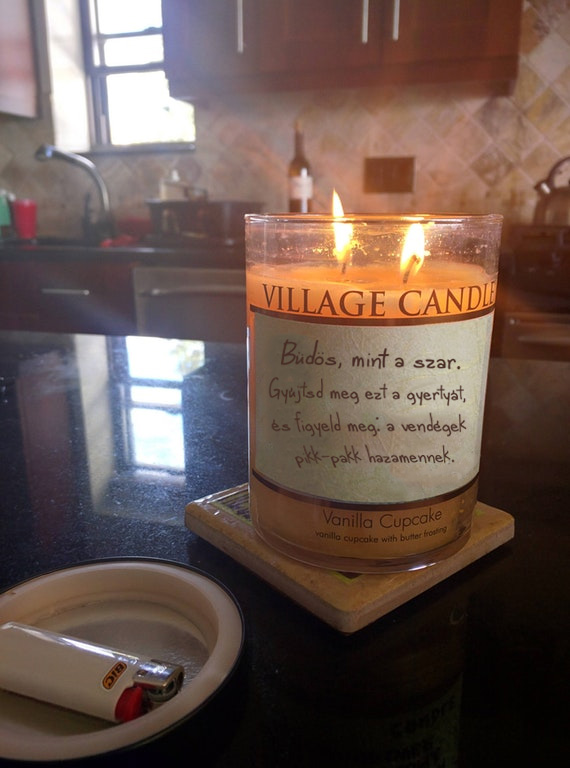 VILLAGE CANDLE
Büdös, mint a szar.
Gyújtsd meg ezt a gyertyát,
és figyeld meg: a vendégek
pikk-pakk hazamennek.
Vanilla Cupcake
vanilla cupcake with butter frosting
BIC